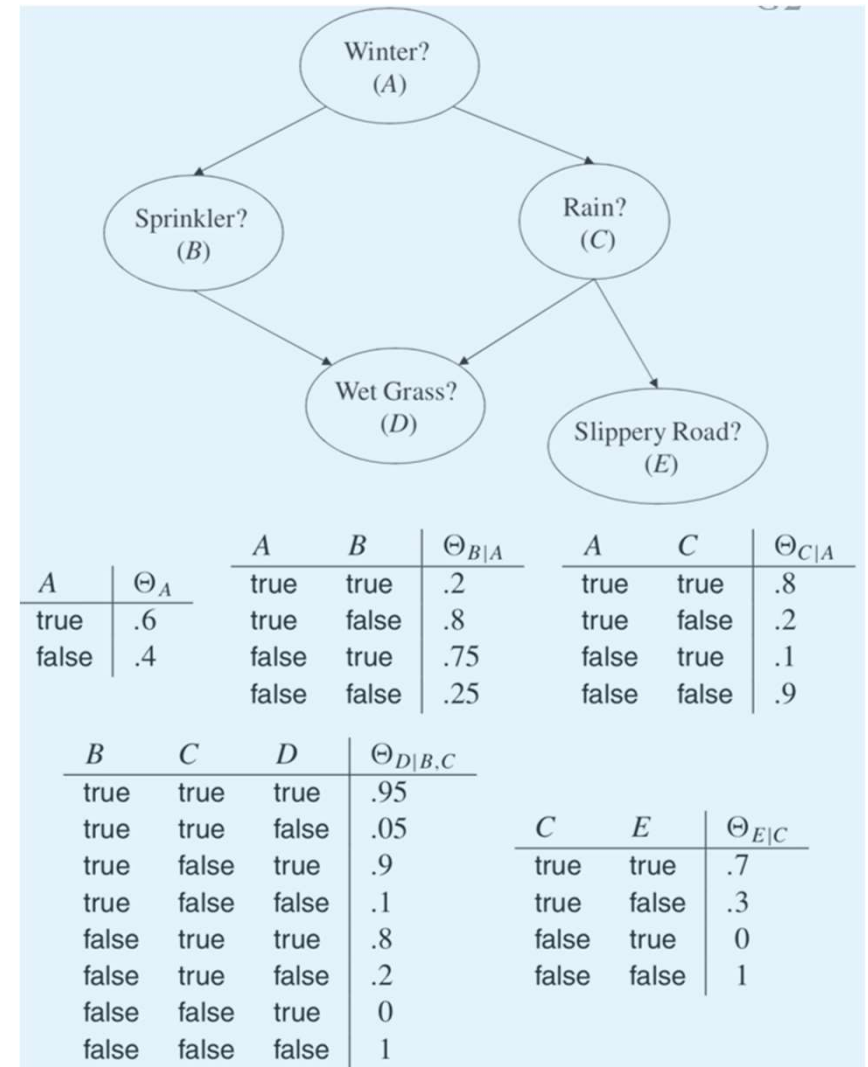 Winter?
(A)
Sprinkler?
(B)
Rain?
(C)
Wet Grass?
(D)
Slippery Road?
(E)
A Θ_A
true .6
false .4
A B Θ_B|A
true true .2
true false .8
false true .75
false false .25
A C Θ_C|A
true true .8
true false .2
false true .1
false false .9
B C D Θ_D|B,C
true true true .95
true true false .05
true false true .9
true false false .1
false true true .8
false true false .2
false false true 0
false false false 1
C E Θ_E|C
true true .7
true false .3
false true 0
false false 1